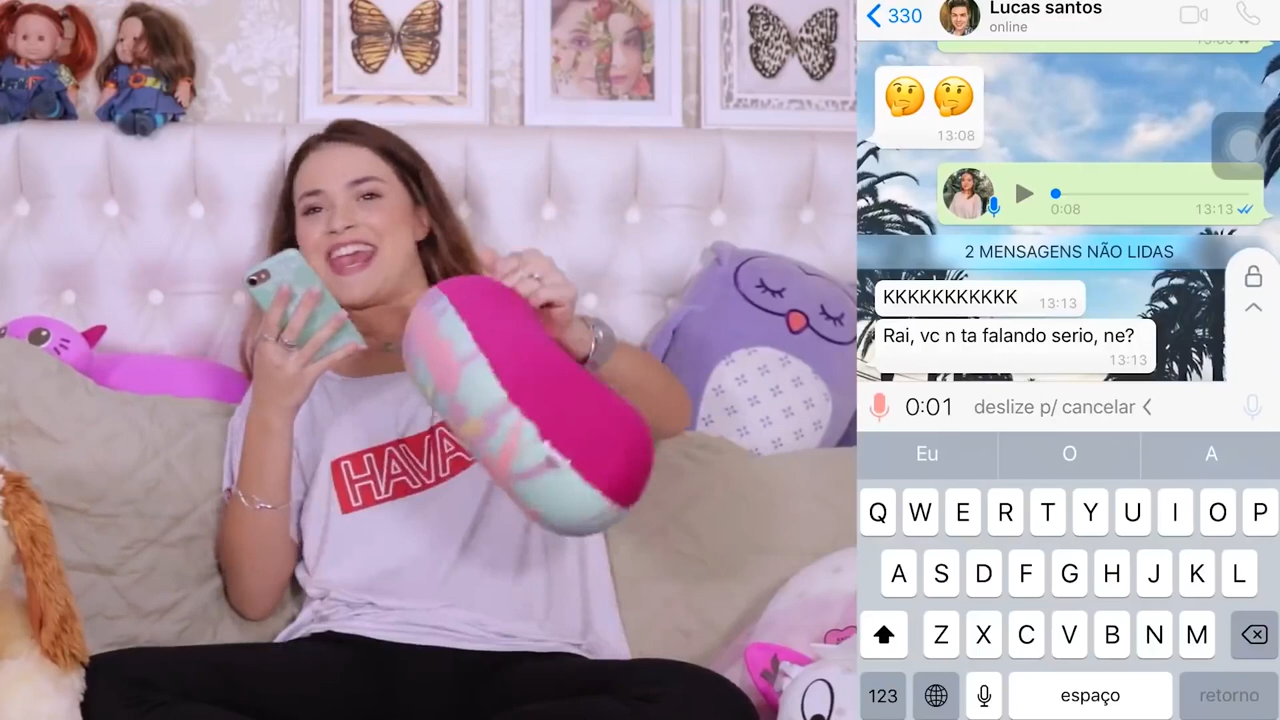 HAVA
330
Lucas santos
online
13:08
0:08
13:13
2 MENSAGENS NÃO LIDAS
KKKKKKKKKKK
13:13
Rai, vc n ta falando serio, ne?
13:13
0:01
deslize p/ cancelar
Eu
O
A
Q W E R T Y U I O P
A S D F G H J K L
Z X C V B N M
123
espaço
retorno